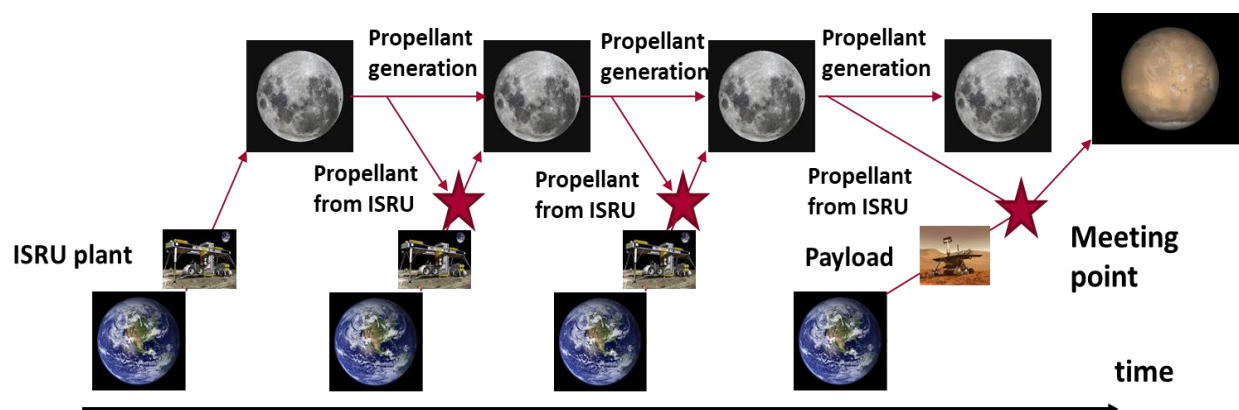 Propellant
generation
Propellant
generation
Propellant
generation
Propellant
from ISRU
Propellant
from ISRU
Propellant
from ISRU
ISRU plant
Payload
Meeting
point
time